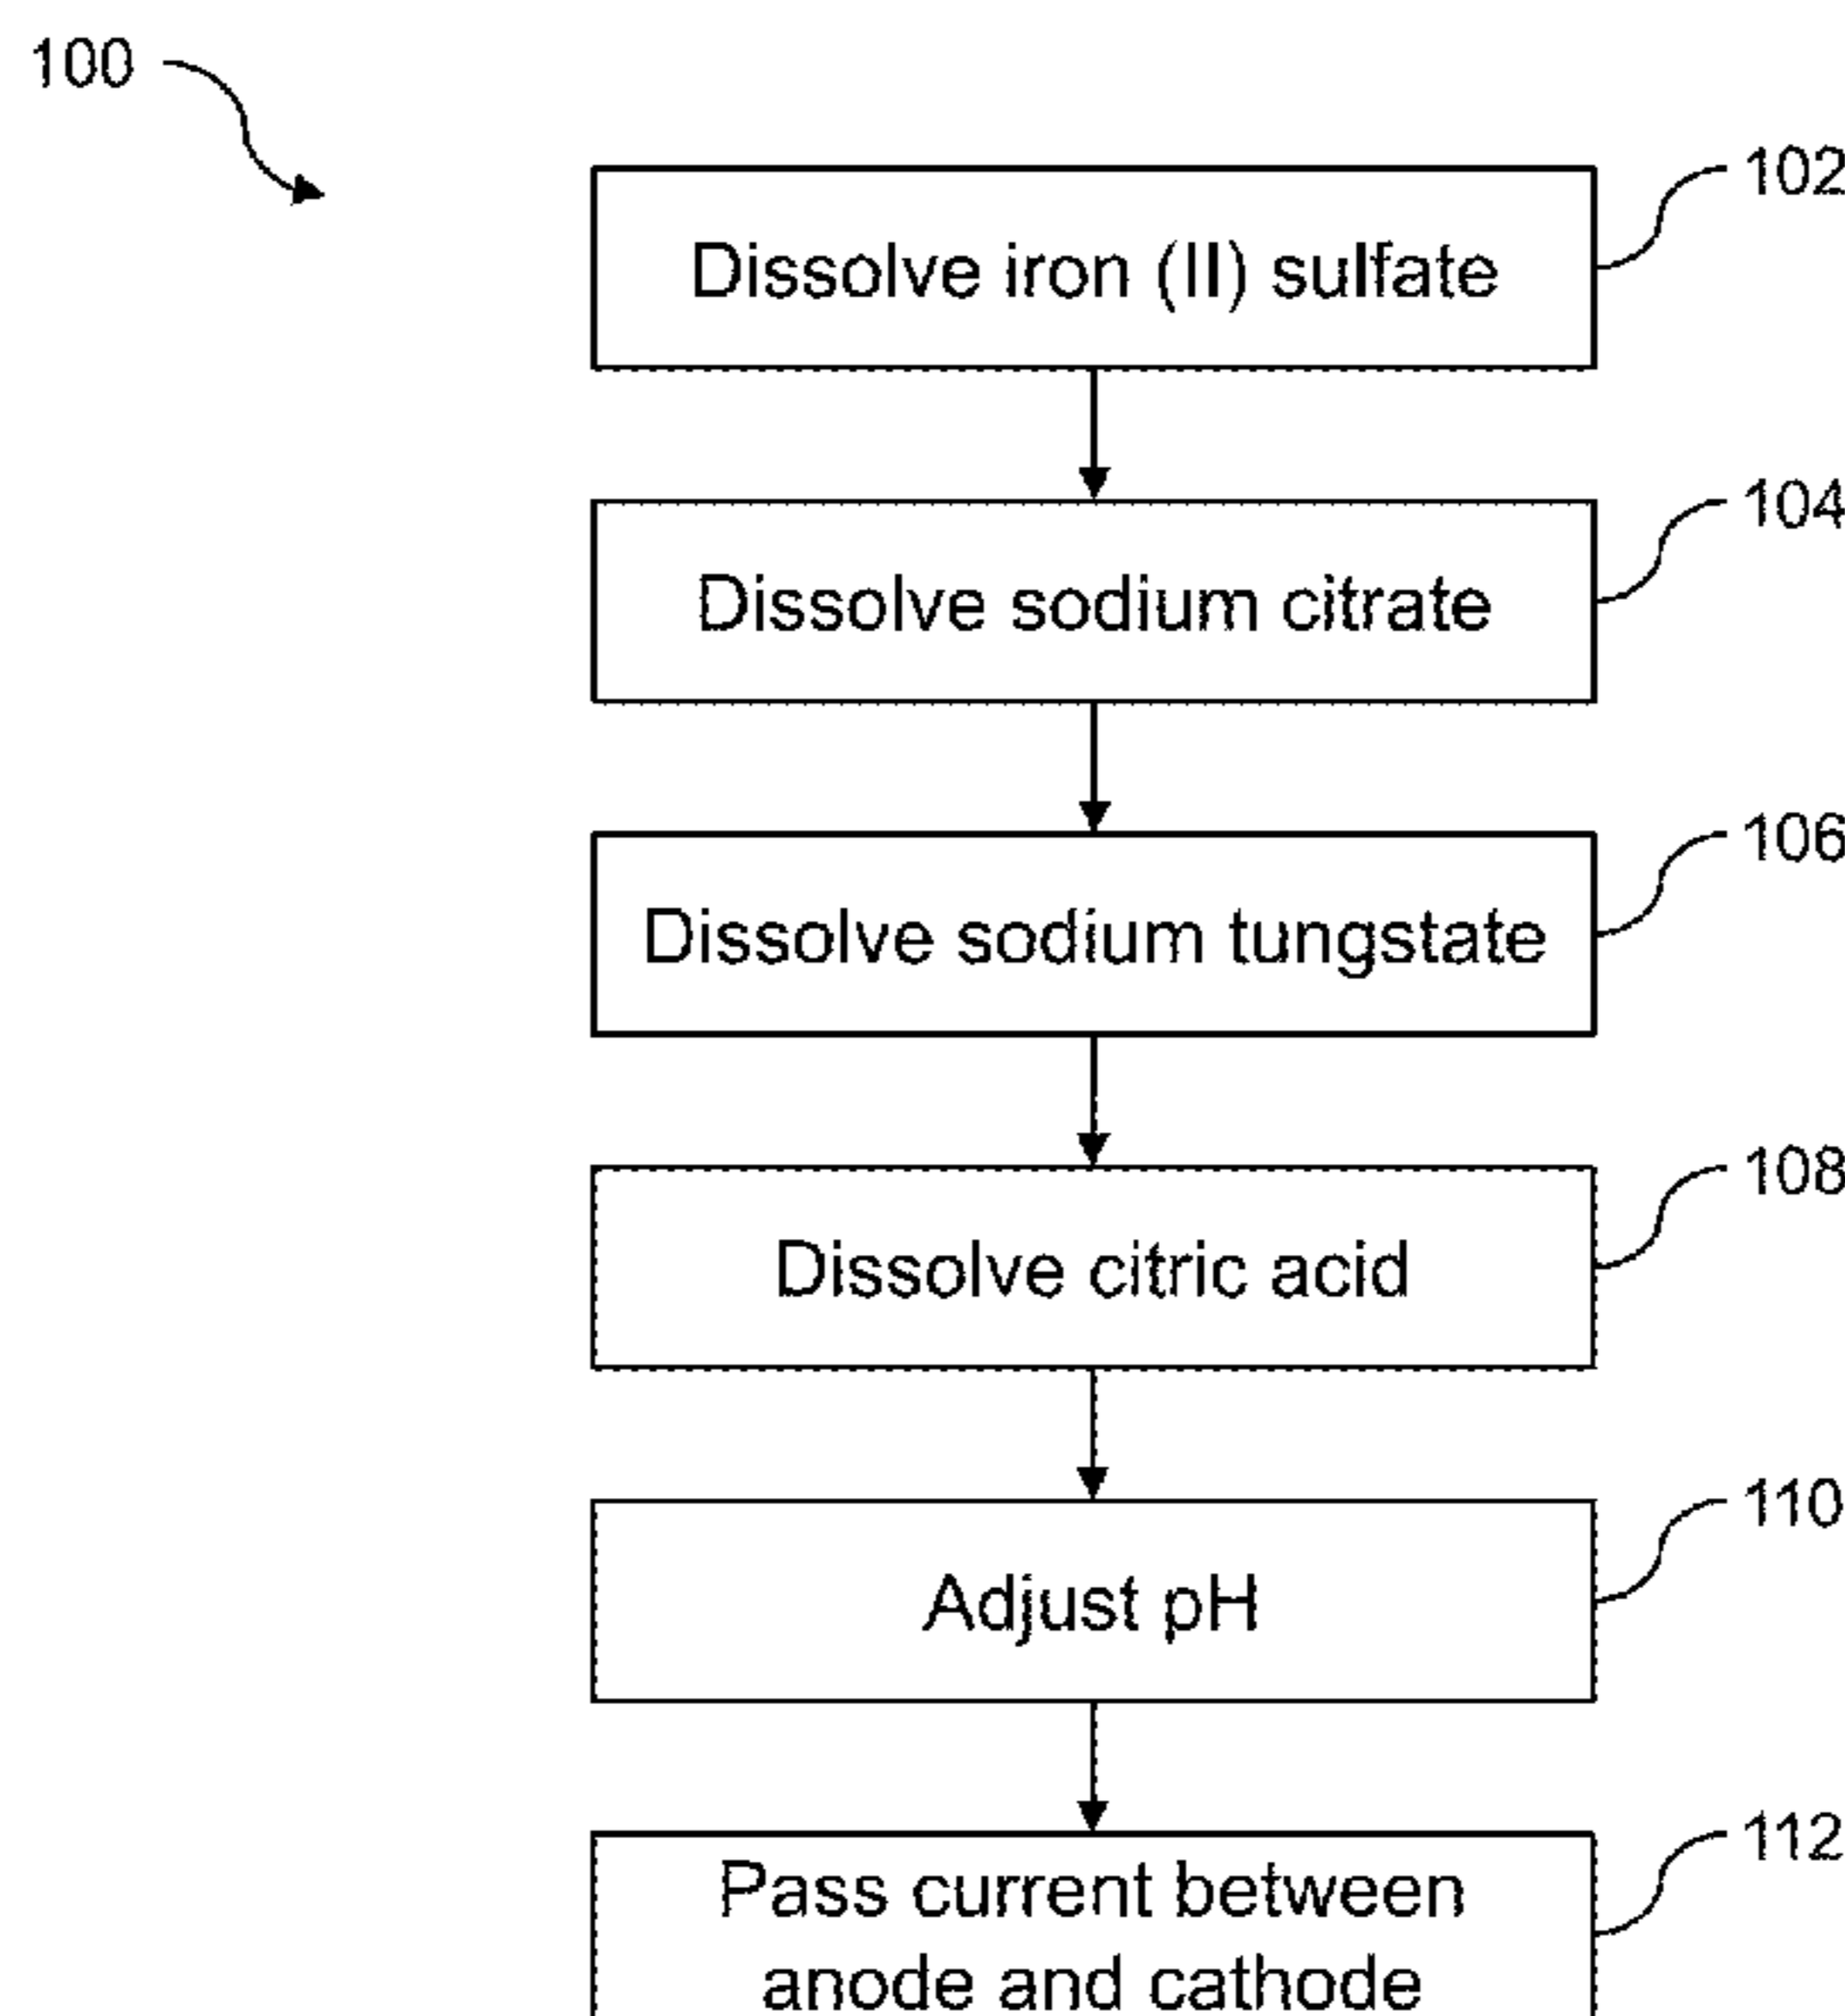 100
102
Dissolve iron (II) sulfate
104
Dissolve sodium citrate
106
Dissolve sodium tungstate
108
Dissolve citric acid
110
Adjust pH
112
Pass current between
anode and cathode